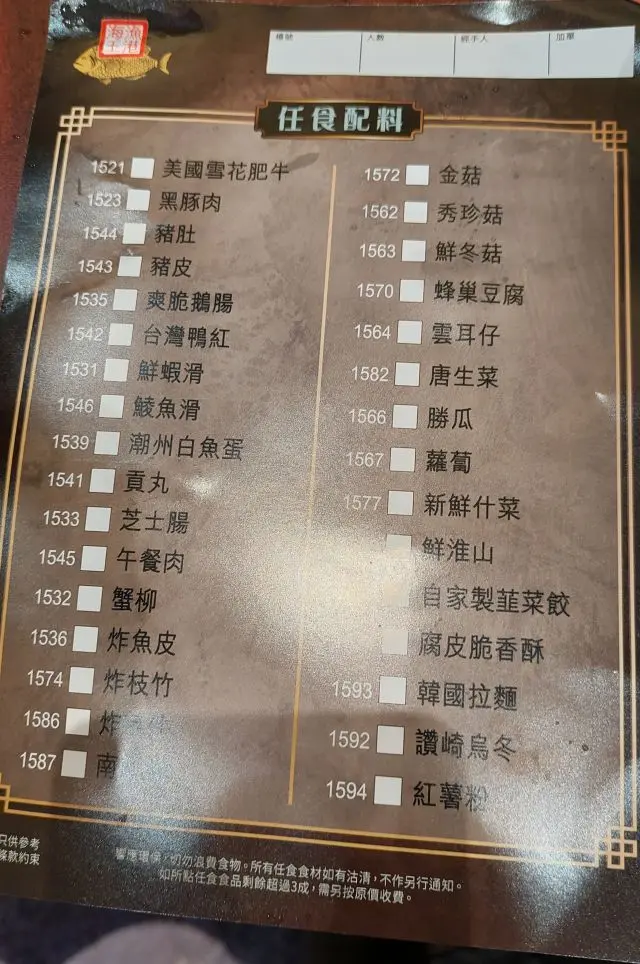 檯號
人數
經手人
加單
任食配料
1521 美國雪花肥牛
1523 黑豚肉
1544 豬肚
1543 豬皮
1535 爽脆鵝腸
1542 台灣鴨紅
1531 鮮蝦滑
1546 鯪魚滑
1539 潮州白魚蛋
1541 貢丸
1533 芝士腸
1545 午餐肉
1532 蟹柳
1536 炸魚皮
1574 炸枝竹
1586 炸
1587 南
1572 金菇
1562 秀珍菇
1563 鮮冬菇
1570 蜂巢豆腐
1564 雲耳仔
1582 唐生菜
1566 勝瓜
1567 蘿蔔
1577 新鮮什菜
鮮淮山
自家製韮菜餃
腐皮脆香酥
1593 韓國拉麵
1592 讚崎烏冬
1594 紅薯粉
只供參考
條款約束
響應環保,切勿浪費食物。所有任食食材如有沽清,不作另行通知。
如所點任食食品剩餘超過3成,需另按原價收費。